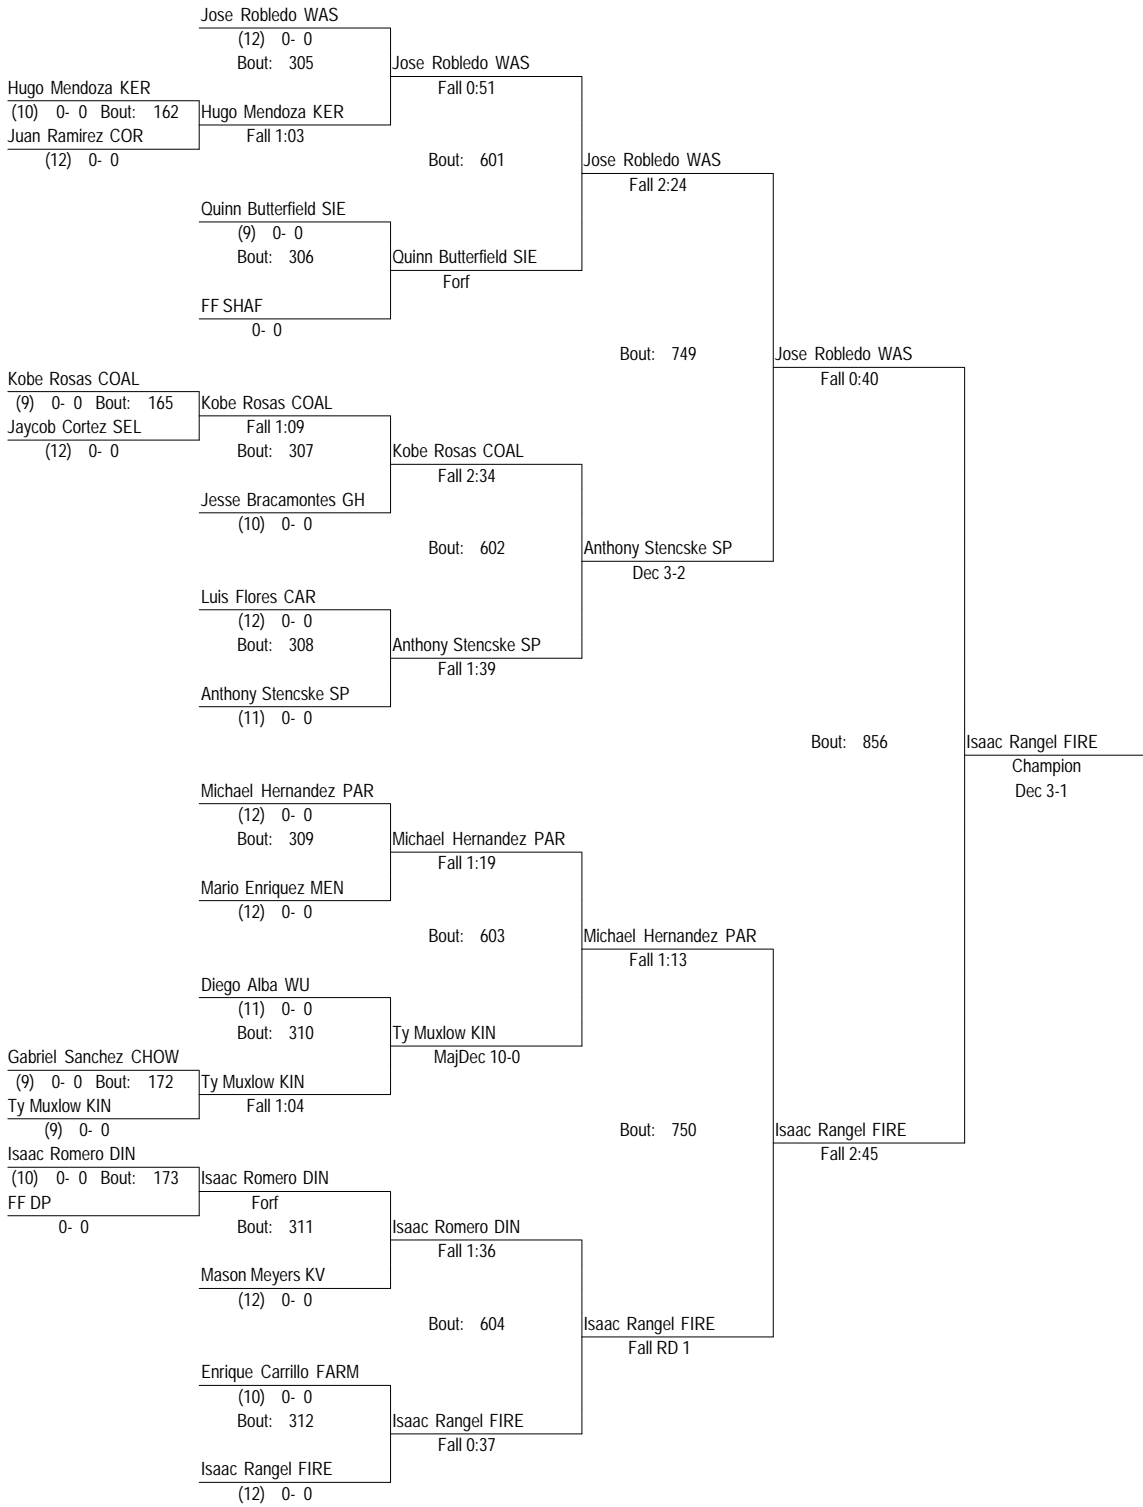 Jose Robledo WAS
(12) 0- 0
Bout: 305
Jose Robledo WAS
Fall 0:51
Hugo Mendoza KER
(10) 0- 0 Bout: 162
Hugo Mendoza KER
Fall 1:03
Juan Ramirez COR
(12) 0- 0
Bout: 601
Jose Robledo WAS
Fall 2:24
Quinn Butterfield SIE
(9) 0- 0
Bout: 306
Quinn Butterfield SIE
Forf
FF SHAF
0- 0
Bout: 749
Jose Robledo WAS
Fall 0:40
Kobe Rosas COAL
(9) 0- 0 Bout: 165
Kobe Rosas COAL
Fall 1:09
Jaycob Cortez SEL
(12) 0- 0
Bout: 307
Kobe Rosas COAL
Fall 2:34
Jesse Bracamontes GH
(10) 0- 0
Bout: 602
Anthony Stencske SP
Dec 3-2
Luis Flores CAR
(12) 0- 0
Bout: 308
Anthony Stencske SP
Fall 1:39
Anthony Stencske SP
(11) 0- 0
Bout: 856
Isaac Rangel FIRE
Champion
Dec 3-1
Michael Hernandez PAR
(12) 0- 0
Bout: 309
Michael Hernandez PAR
Fall 1:19
Mario Enriquez MEN
(12) 0- 0
Bout: 603
Michael Hernandez PAR
Fall 1:13
Diego Alba WU
(11) 0- 0
Bout: 310
Ty Muxlow KIN
MajDec 10-0
Gabriel Sanchez CHOW
(9) 0- 0 Bout: 172
Ty Muxlow KIN
Fall 1:04
Ty Muxlow KIN
(9) 0- 0
Bout: 750
Isaac Rangel FIRE
Fall 2:45
Isaac Romero DIN
(10) 0- 0 Bout: 173
Isaac Romero DIN
Forf
FF DP
0- 0
Bout: 311
Isaac Romero DIN
Fall 1:36
Mason Meyers KV
(12) 0- 0
Bout: 604
Isaac Rangel FIRE
Fall RD 1
Enrique Carrillo FARM
(10) 0- 0
Bout: 312
Isaac Rangel FIRE
Fall 0:37
Isaac Rangel FIRE
(12) 0- 0